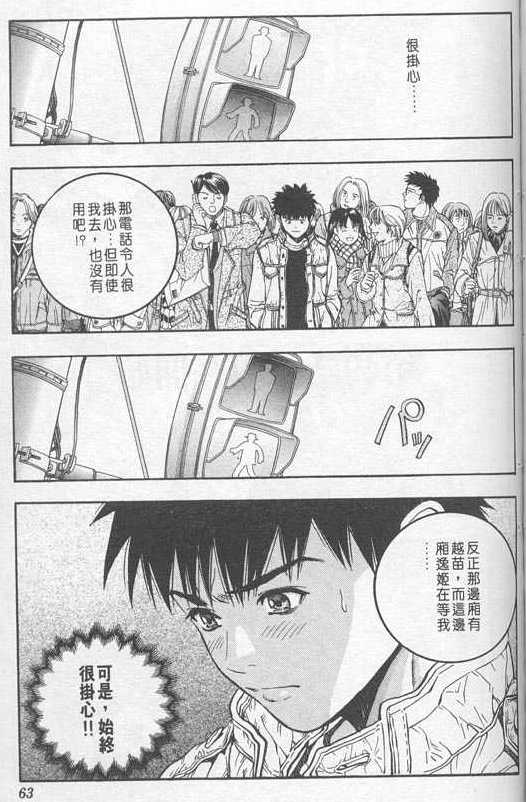 很掛心……
那電話令人很
掛心…但即使
我去，也沒有
用吧!?
パッ
反正那邊廂有
越苗，而這邊
廂逸姬在等我
……
可是，始終
很掛心!!
63